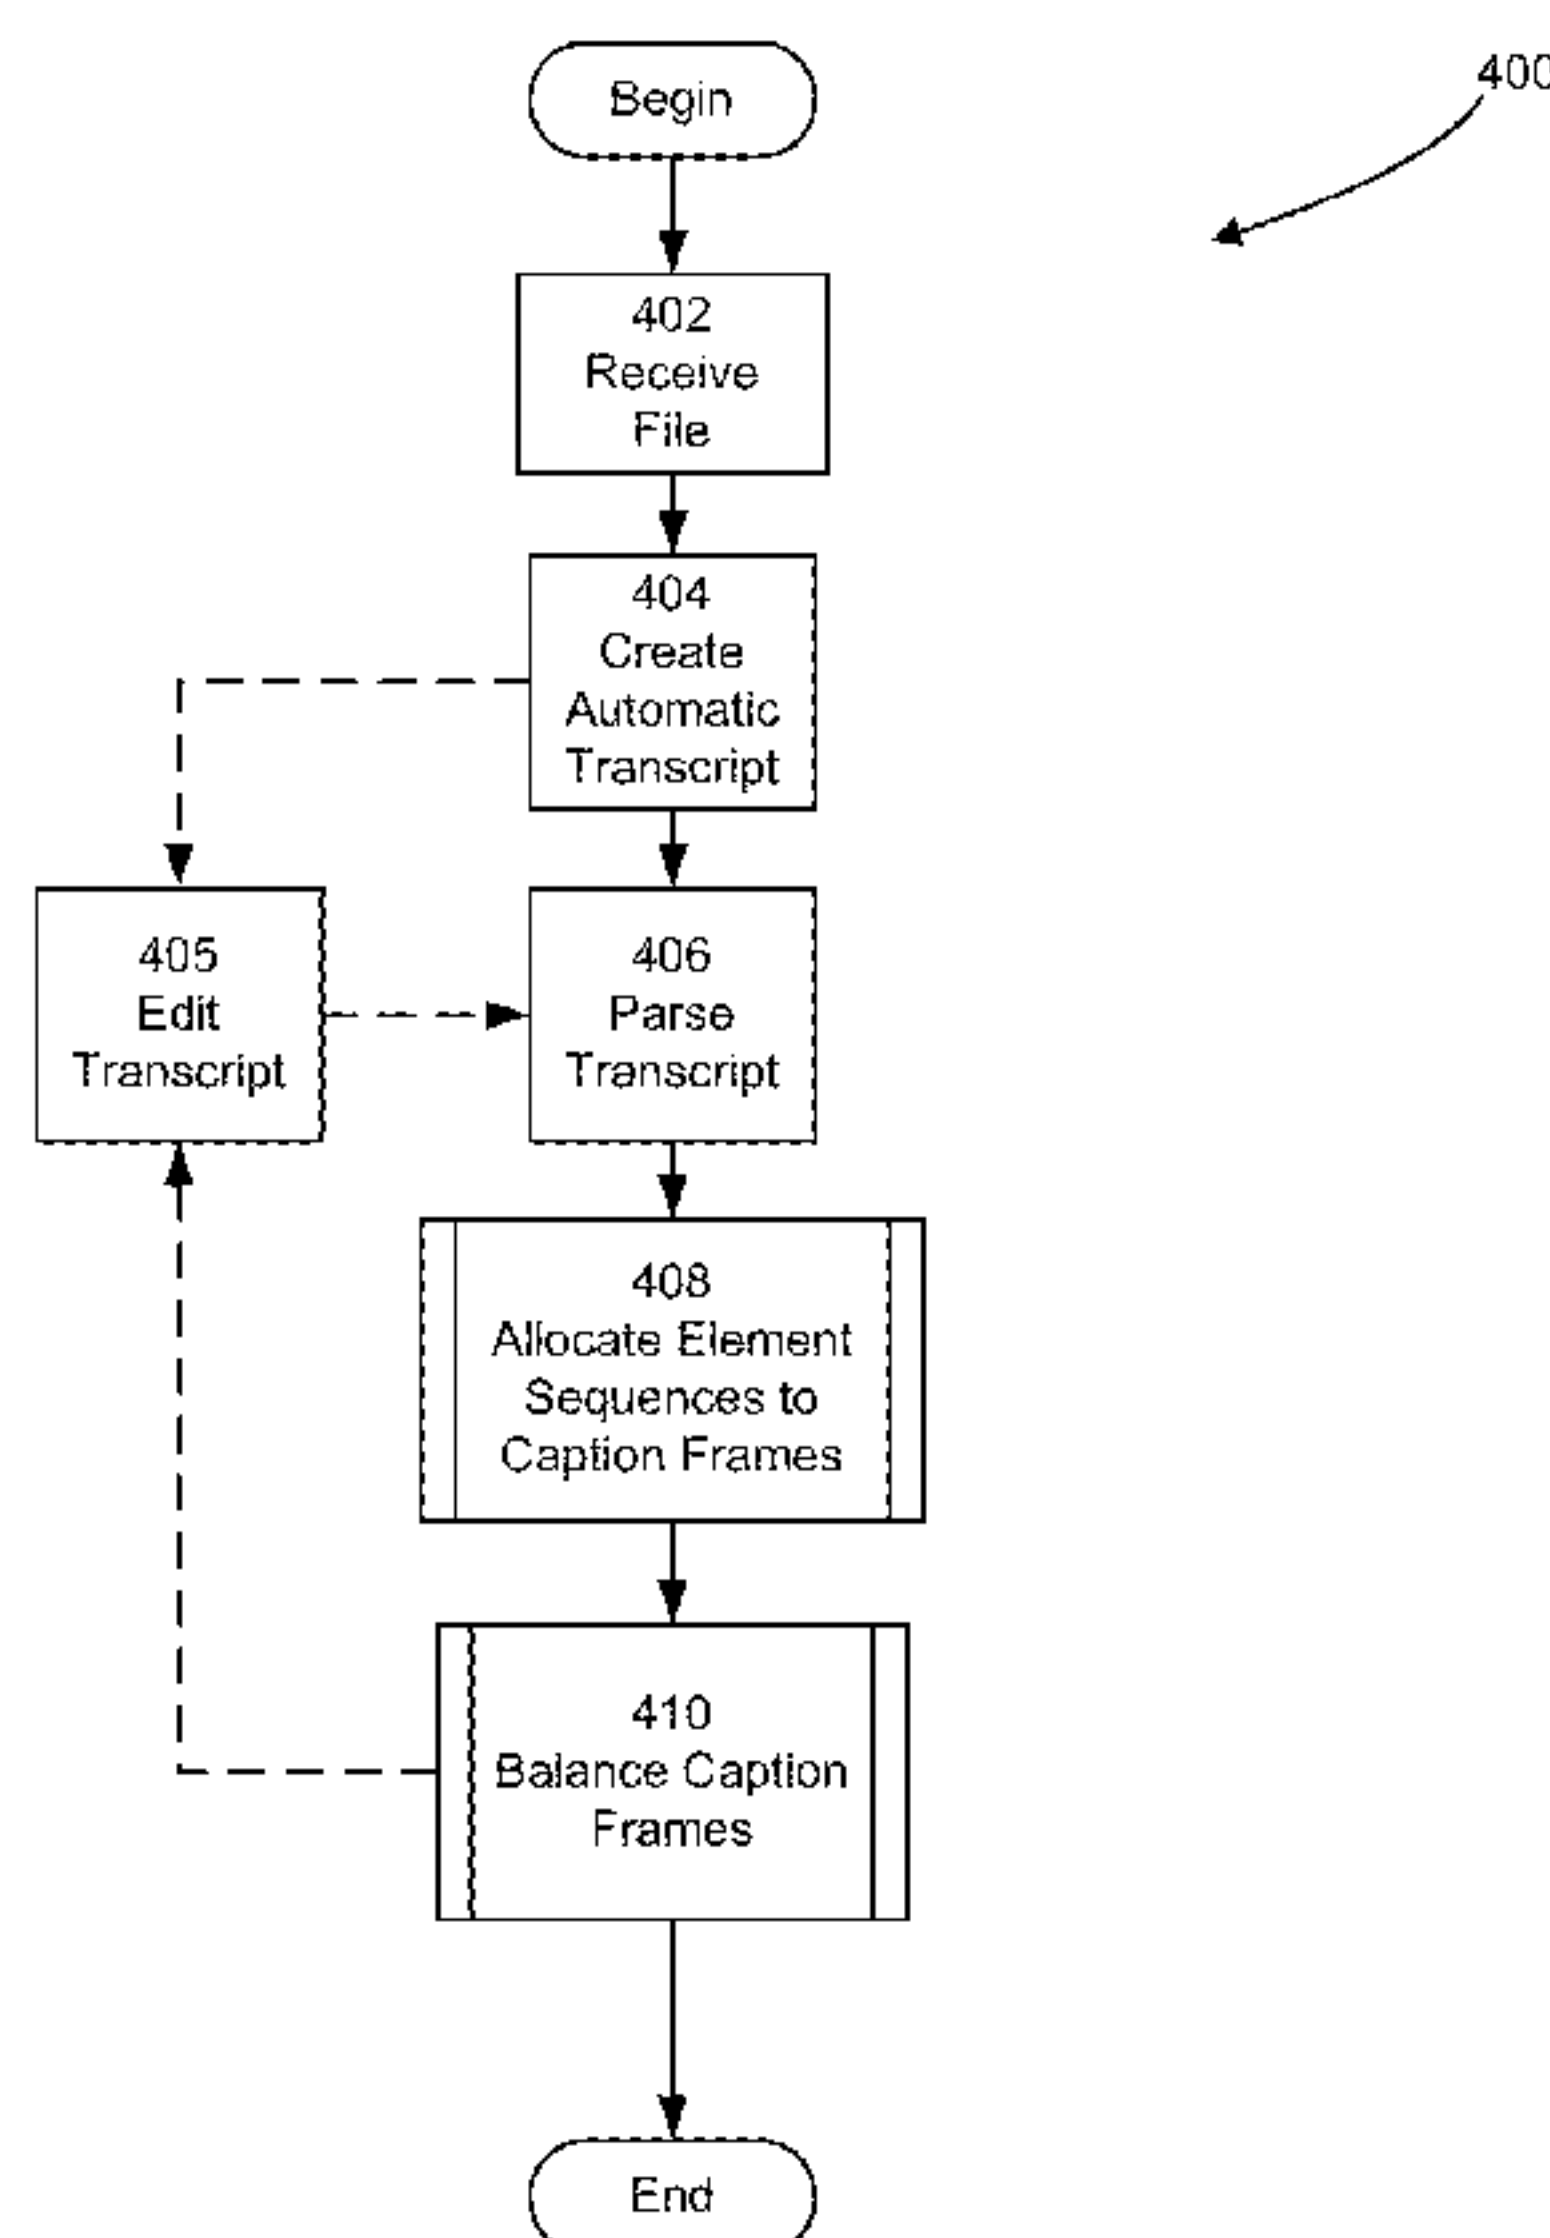 Begin
400
402
Receive
File
404
Create
Automatic
Transcript
405
Edit
Transcript
406
Parse
Transcript
408
Allocate Element
Sequences to
Caption Frames
410
Balance Caption
Frames
End